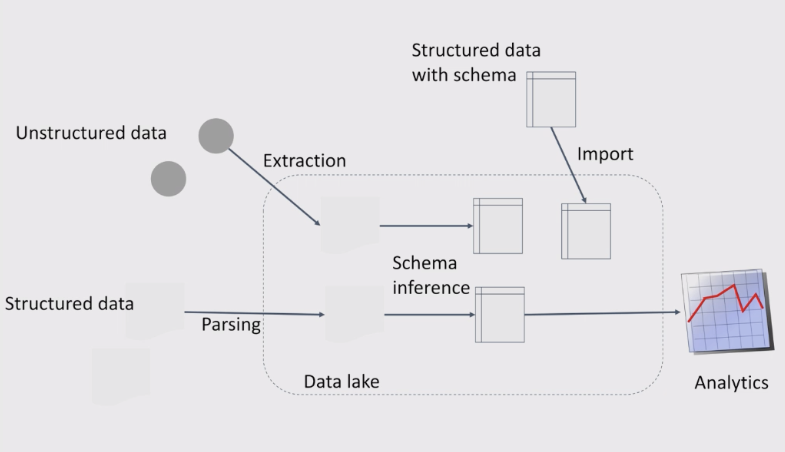 Structured data
with schema
Unstructured data
Extraction
Import
Schema
inference
Structured data
Parsing
Data lake
Analytics